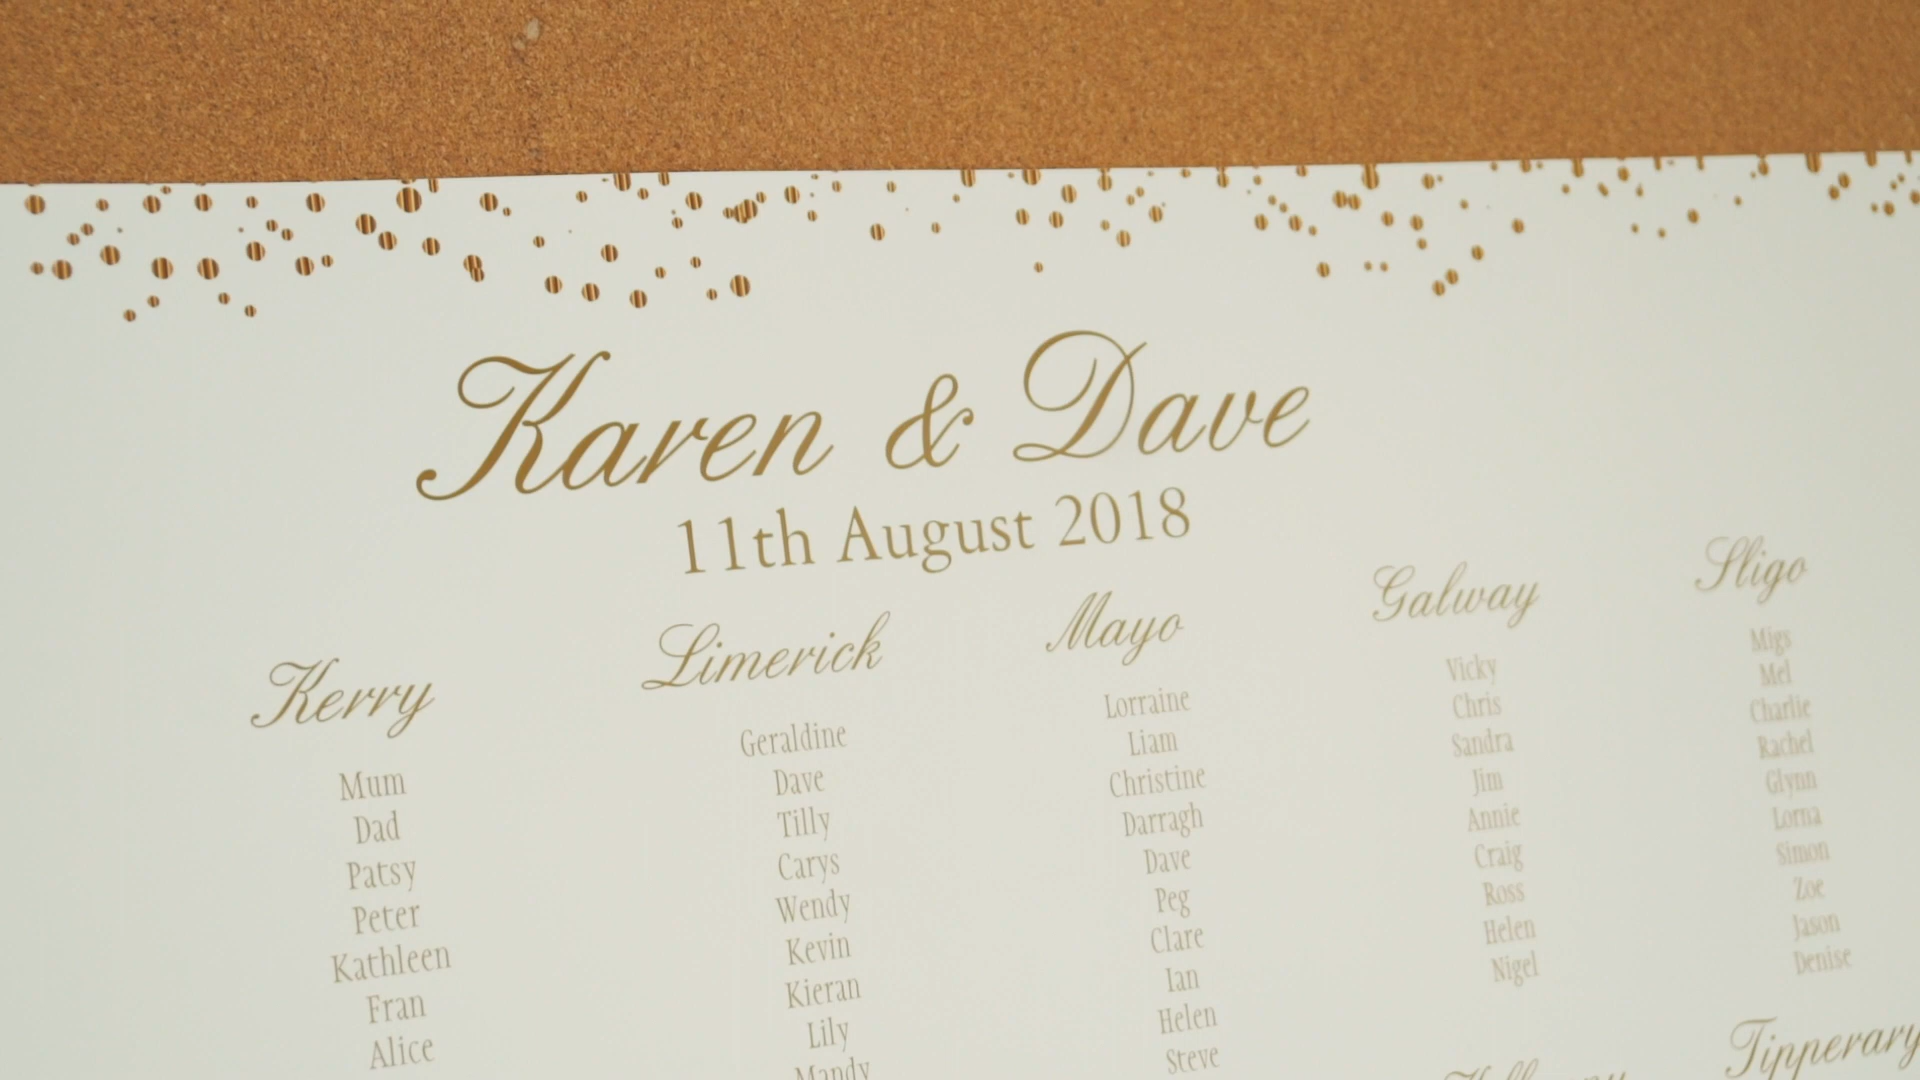 Karen & Dave
11th August 2018
Kerry
Mum
Dad
Patsy
Peter
Kathleen
Fran
Alice
Limerick
Geraldine
Dave
Tilly
Carys
Wendy
Kevin
Kieran
Lily
Mandy
Mayo
Lorraine
Liam
Christine
Darragh
Dave
Peg
Clare
Ian
Helen
Steve
Galway
Vicky
Chris
Sandra
Jim
Annie
Craig
Ross
Helen
Nigel
Sligo
Migs
Mel
Charlie
Rachel
Glynn
Lorna
Simon
Zoe
Jason
Denise
Tipperary